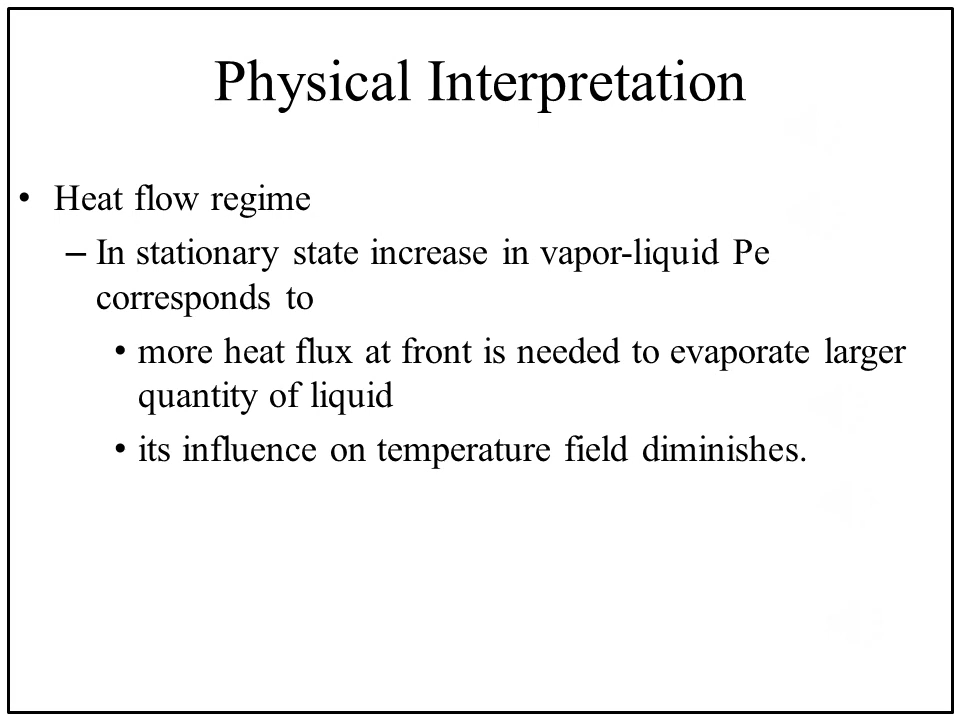 Physical Interpretation
• Heat flow regime
– In stationary state increase in vapor-liquid Pe
corresponds to
• more heat flux at front is needed to evaporate larger
quantity of liquid
• its influence on temperature field diminishes.